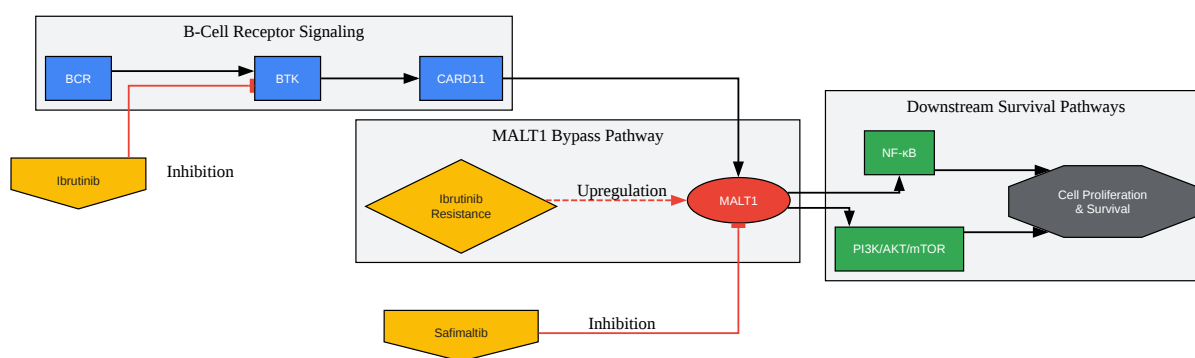 B-Cell Receptor Signaling
BCR
BTK
CARD11
Ibrutinib
Inhibition
MALT1 Bypass Pathway
Ibrutinib
Resistance
Upregulation
MALT1
Downstream Survival Pathways
NF-κB
PI3K/AKT/mTOR
Cell Proliferation
& Survival
Safimaltib
Inhibition